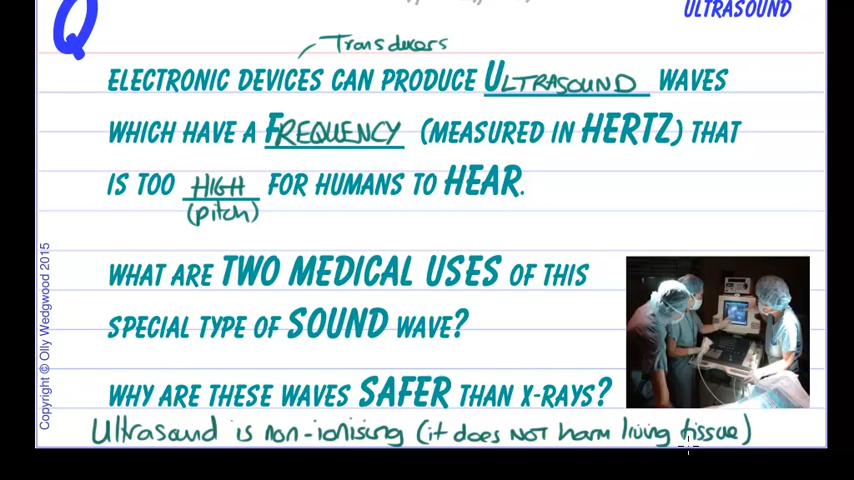 Q
ULTRASOUND
Transducers
ELECTRONIC DEVICES CAN PRODUCE ULTRASOUND WAVES
WHICH HAVE A FREQUENCY (MEASURED IN HERTZ) THAT
IS TOO HIGH FOR HUMANS TO HEAR.
(pitch)
WHAT ARE TWO MEDICAL USES OF THIS
SPECIAL TYPE OF SOUND WAVE?
WHY ARE THESE WAVES SAFER THAN X-RAYS?
Ultrasound is non-ionising (it does NOT harm living tissue)
Copyright © Olly Wedgwood 2015